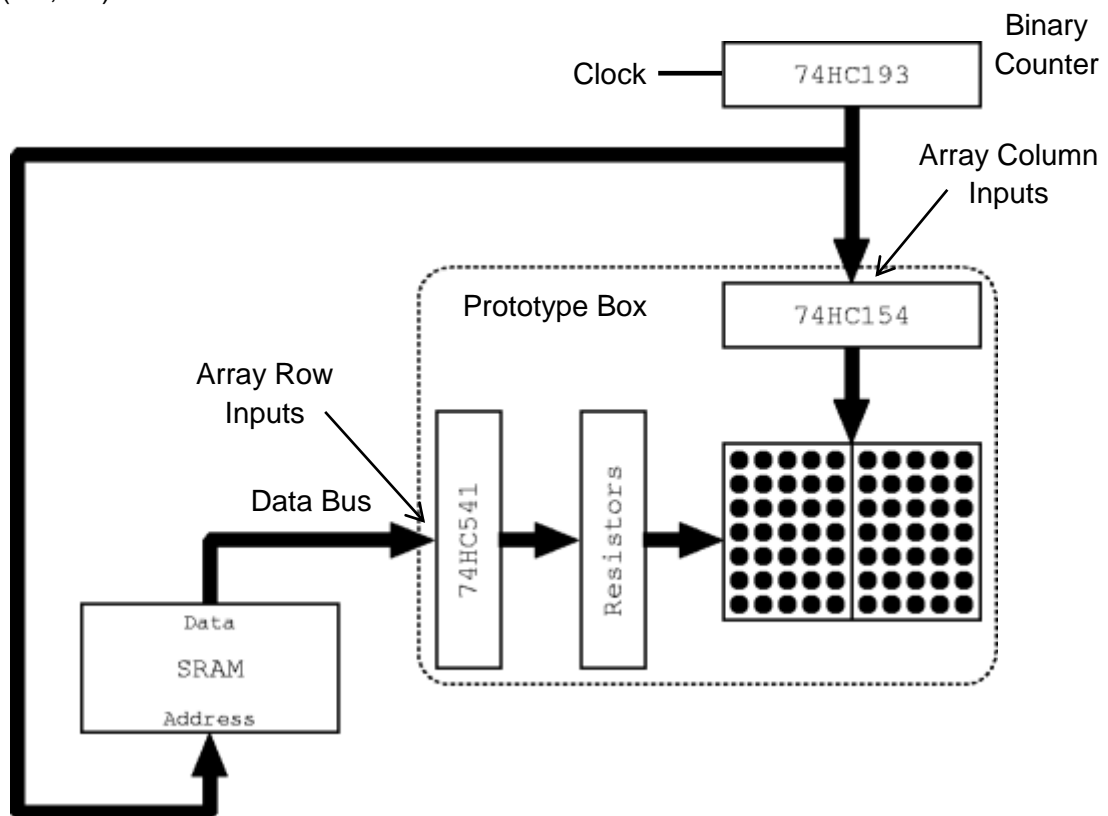 Binary
Counter
Clock
74HC193
Array Column
Inputs
Prototype Box
74HC154
Array Row
Inputs
Data Bus
74HC541
Resistors
Data
SRAM
Address